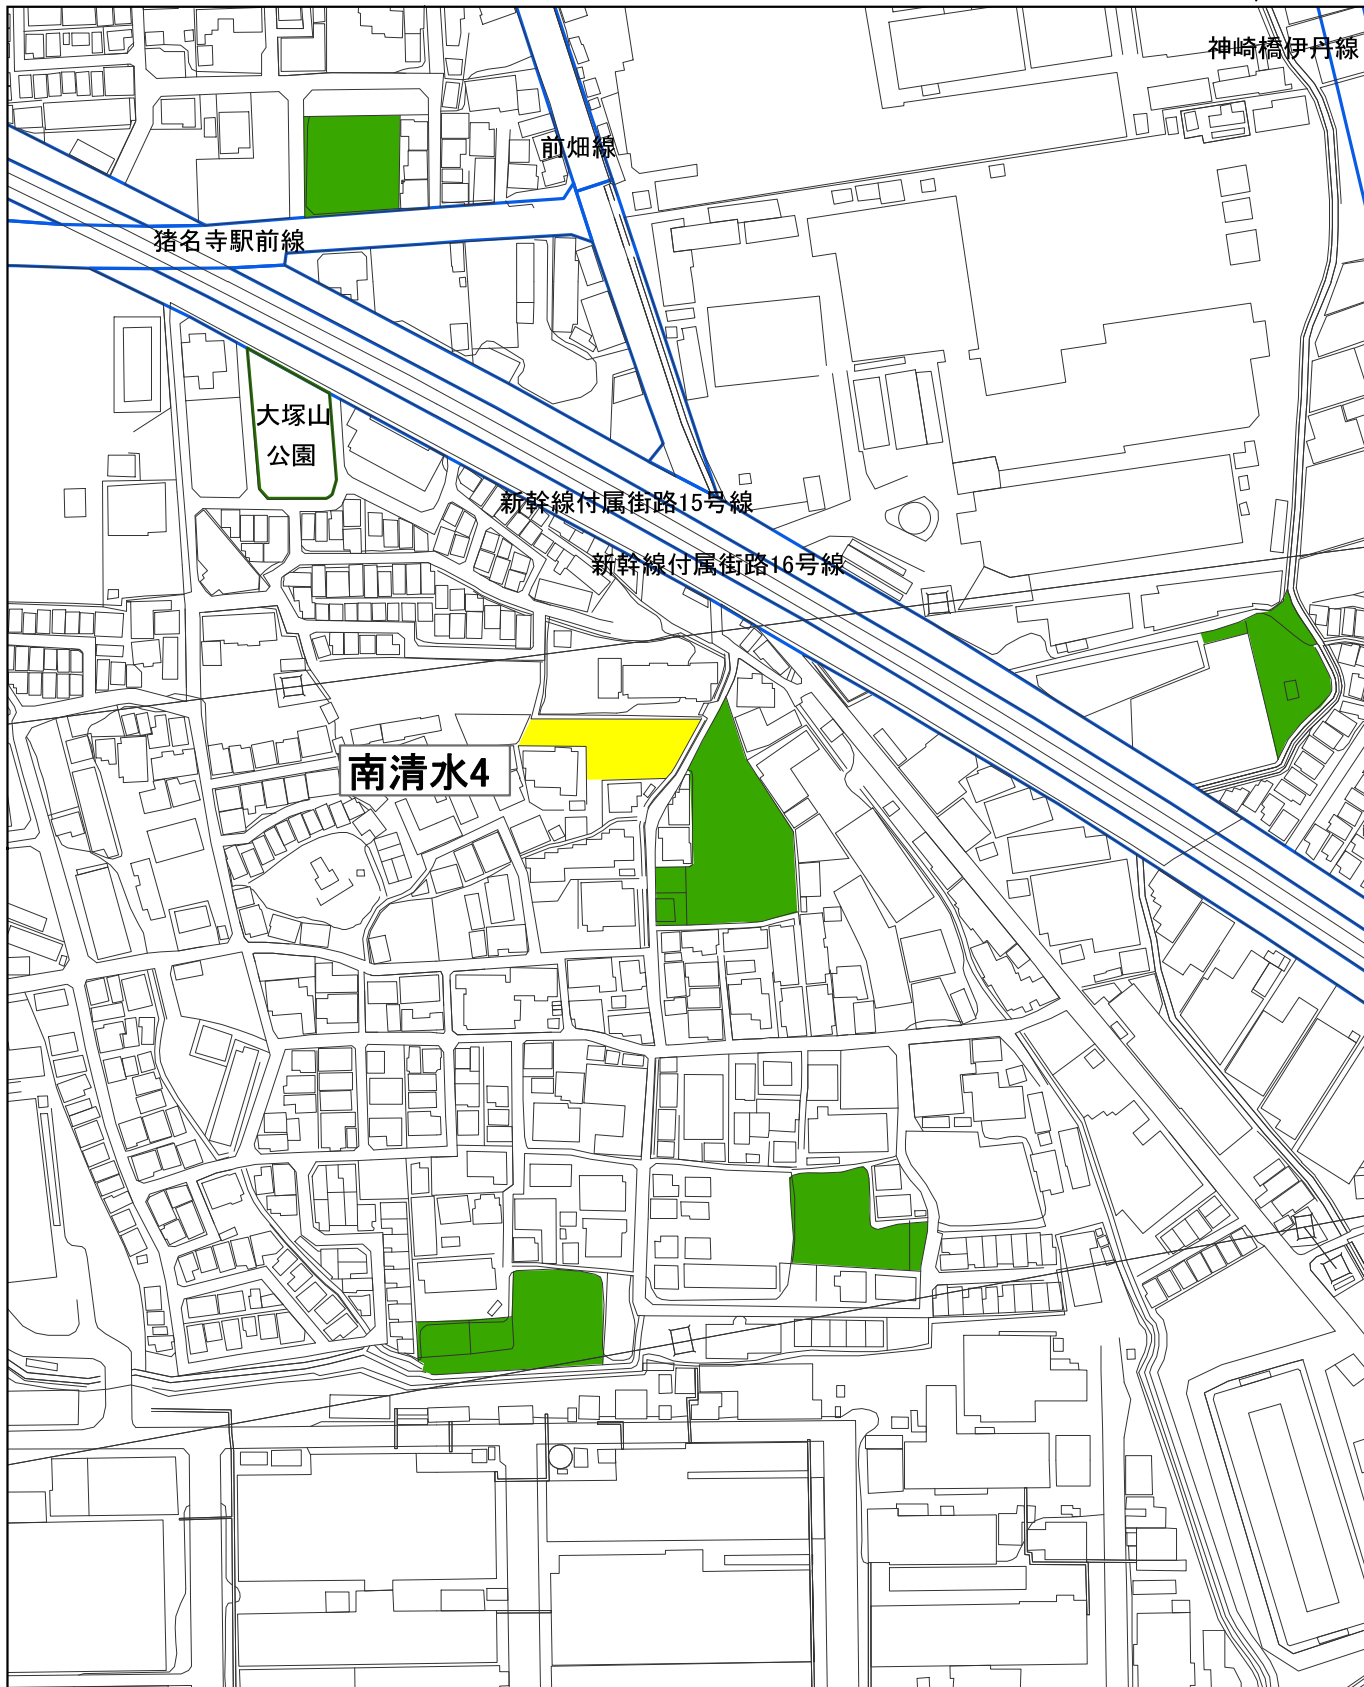 神崎橋伊丹線
前畑線
猪名寺駅前線
大塚山
公園
新幹線付属街路15号線
新幹線付属街路16号線
南清水4